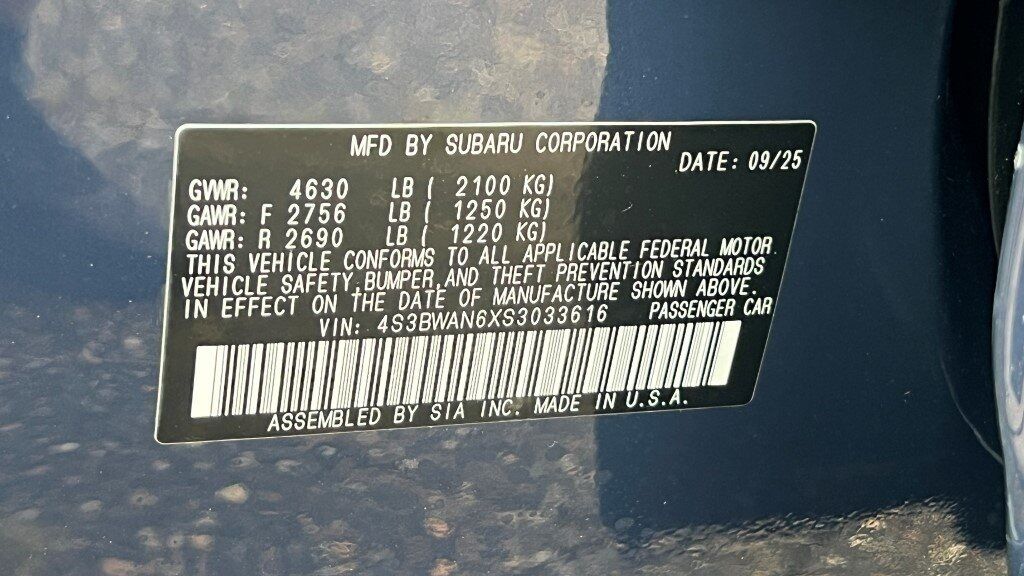 MFD BY SUBARU CORPORATION
DATE: 09/25
GVWR: 4630 LB ( 2100 KG)
GAWR: F 2756 LB ( 1250 KG)
GAWR: R 2690 LB ( 1220 KG)
THIS VEHICLE CONFORMS TO ALL APPLICABLE FEDERAL MOTOR
VEHICLE SAFETY, BUMPER, AND THEFT PREVENTION STANDARDS
IN EFFECT ON THE DATE OF MANUFACTURE SHOWN ABOVE.
VIN: 4S3BWAN6XS3033616 PASSENGER CAR
ASSEMBLED BY SIA INC. MADE IN U.S.A.